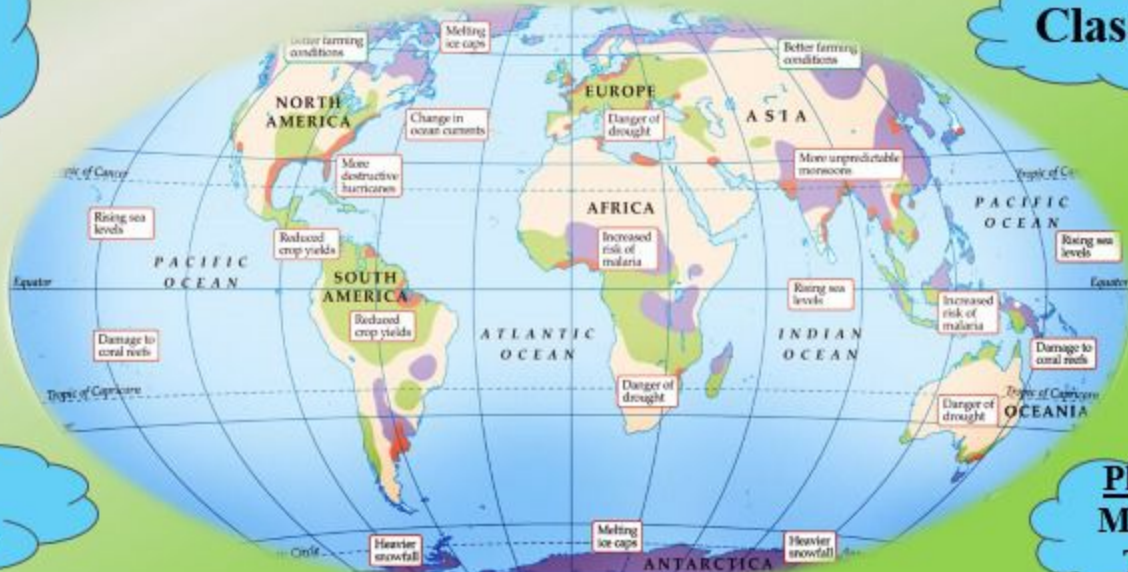 Clas
Better farming
conditions
Melting
ice caps
Better farming
conditions
NORTH
AMERICA
EUROPE
ASIA
Change in
ocean currents
Danger of
drought
More
destructive
hurricanes
More unpredictable
monsoons
Tropic of Cancer
Tropic of C
PACIFIC
OCEAN
Rising sea
levels
AFRICA
Reduced
crop yields
Increased
risk of
malaria
Rising sea
levels
PACIFIC
OCEAN
Equator
SOUTH
AMERICA
Rising sea
levels
Equator
Increased
risk of
malaria
Reduced
crop yields
ATLANTIC
OCEAN
INDIAN
OCEAN
Damage to
coral reefs
Damage to
coral reefs
Tropic of Capricorn
Danger of
drought
Danger of
drought
Tropic of Capricorn
OCEANIA
Pl
M
T
Circle
Heavier
snowfall
Melting
ice caps
Heavier
snowfall
ANTARCTICA